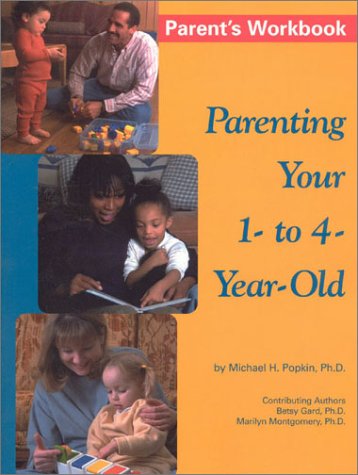 Parent's Workbook
Parenting
Your
1- to 4-
Year-Old
by Michael H. Popkin, Ph.D.
Contributing Authors
Betsy Gard, Ph.D.
Marilyn Montgomery, Ph.D.